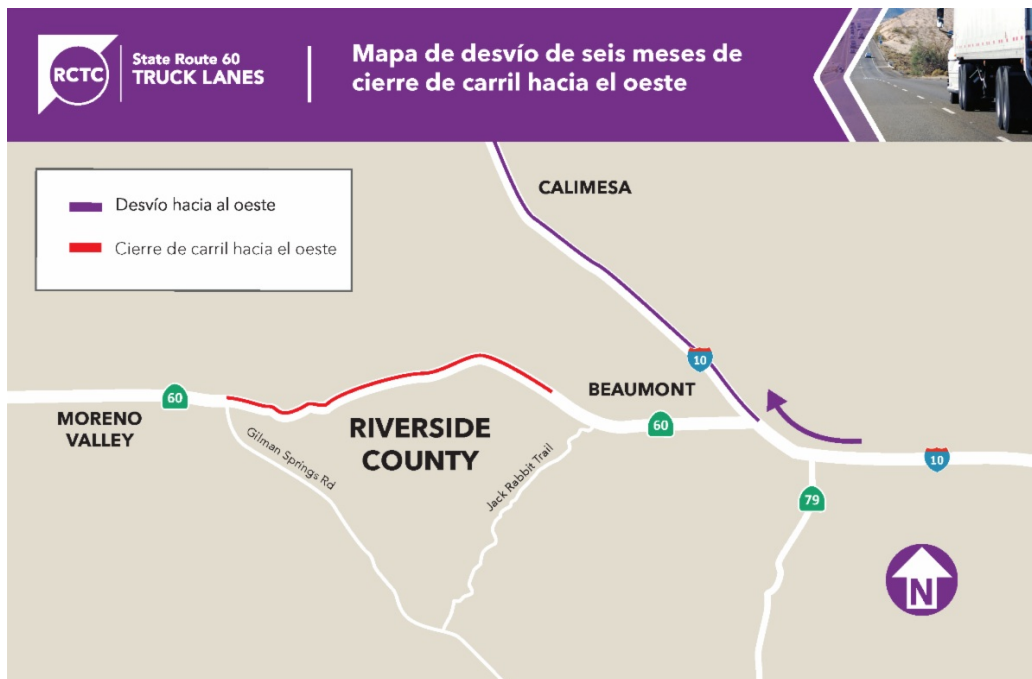 RCTC
State Route 60
TRUCK LANES
Mapa de desvío de seis meses de
cierre de carril hacia el oeste
Desvío hacia al oeste
Cierre de carril hacia el oeste
CALIMESA
10
BEAUMONT
60
MORENO
VALLEY
60
RIVERSIDE
COUNTY
Gilman Springs Rd
Jack Rabbit Trail
10
79
N